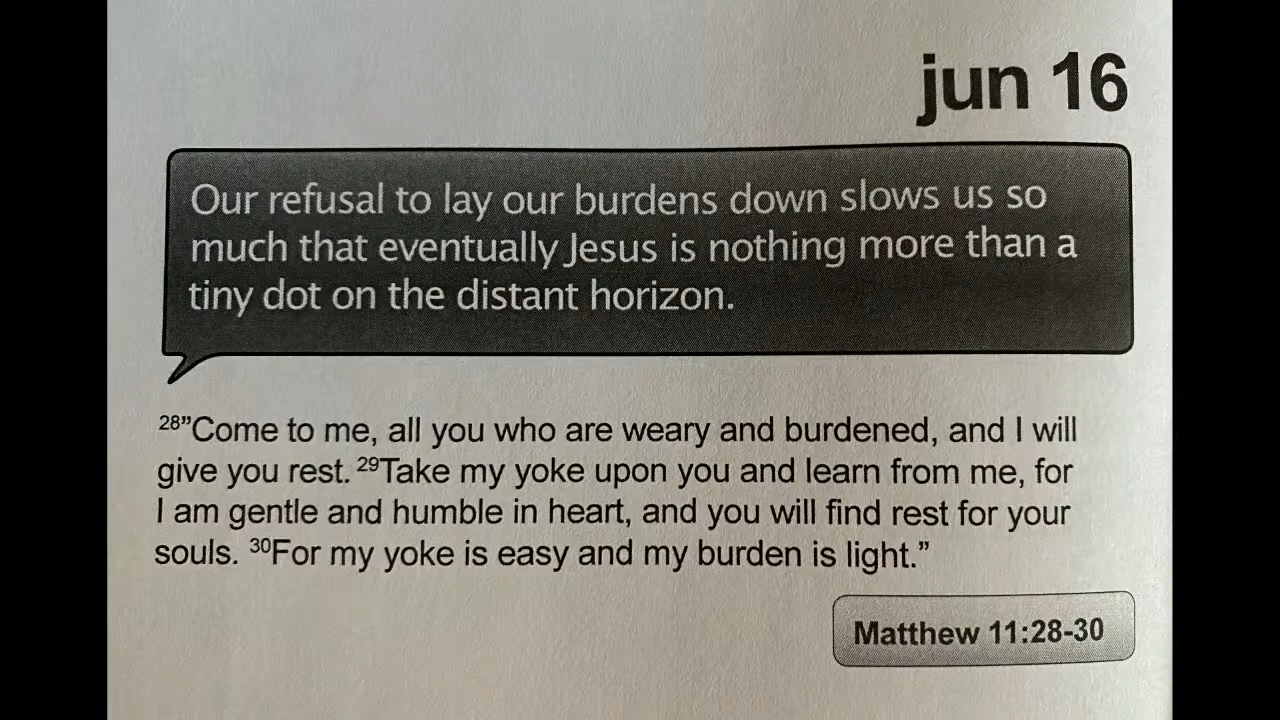 jun 16
Our refusal to lay our burdens down slows us so
much that eventually Jesus is nothing more than a
tiny dot on the distant horizon.
28”Come to me, all you who are weary and burdened, and I will
give you rest. 29Take my yoke upon you and learn from me, for
I am gentle and humble in heart, and you will find rest for your
souls. 30For my yoke is easy and my burden is light.”
Matthew 11:28-30